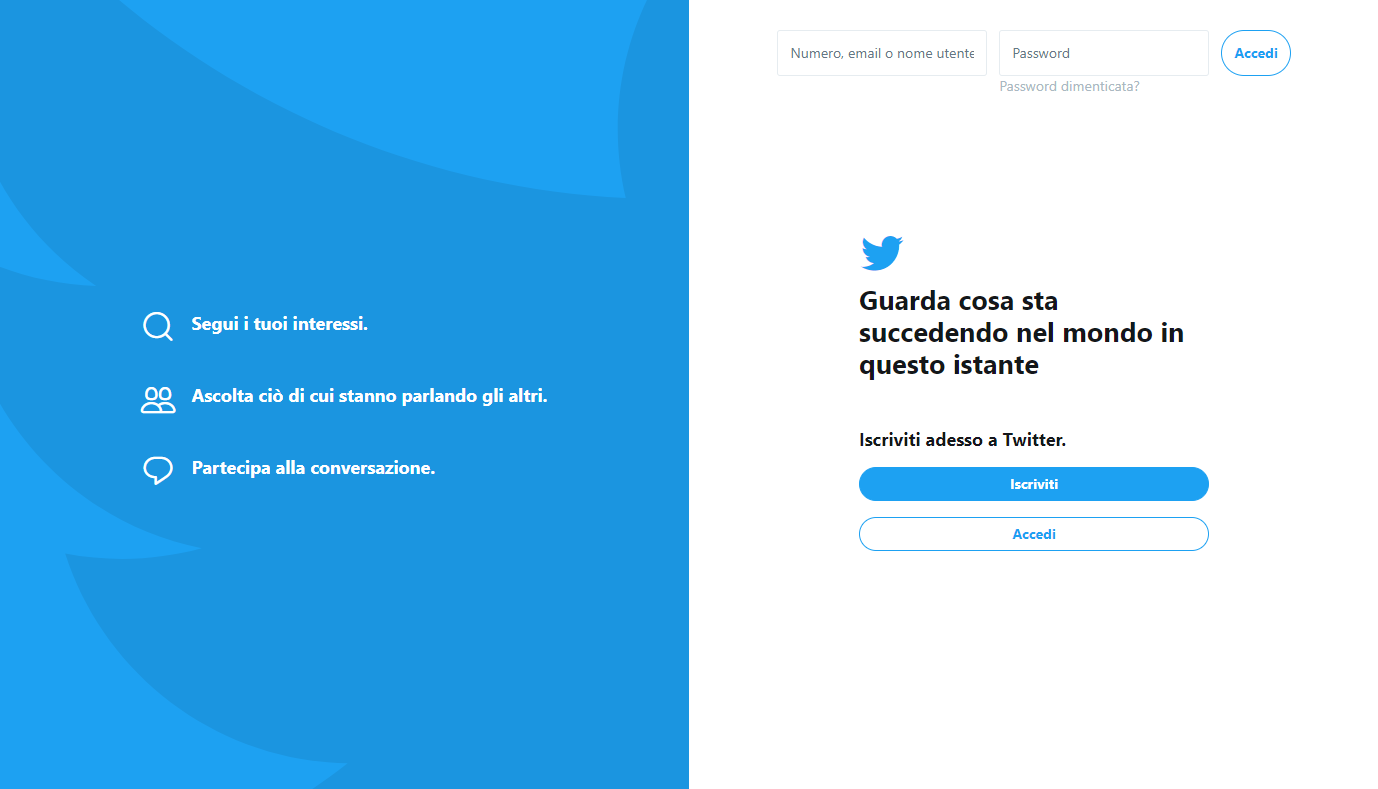 Numero, email o nome utente
Password
Accedi
Password dimenticata?
Segui i tuoi interessi.
Ascolta ciò di cui stanno parlando gli altri.
Partecipa alla conversazione.
Guarda cosa sta
succedendo nel mondo in
questo istante
Iscriviti adesso a Twitter.
Iscriviti
Accedi